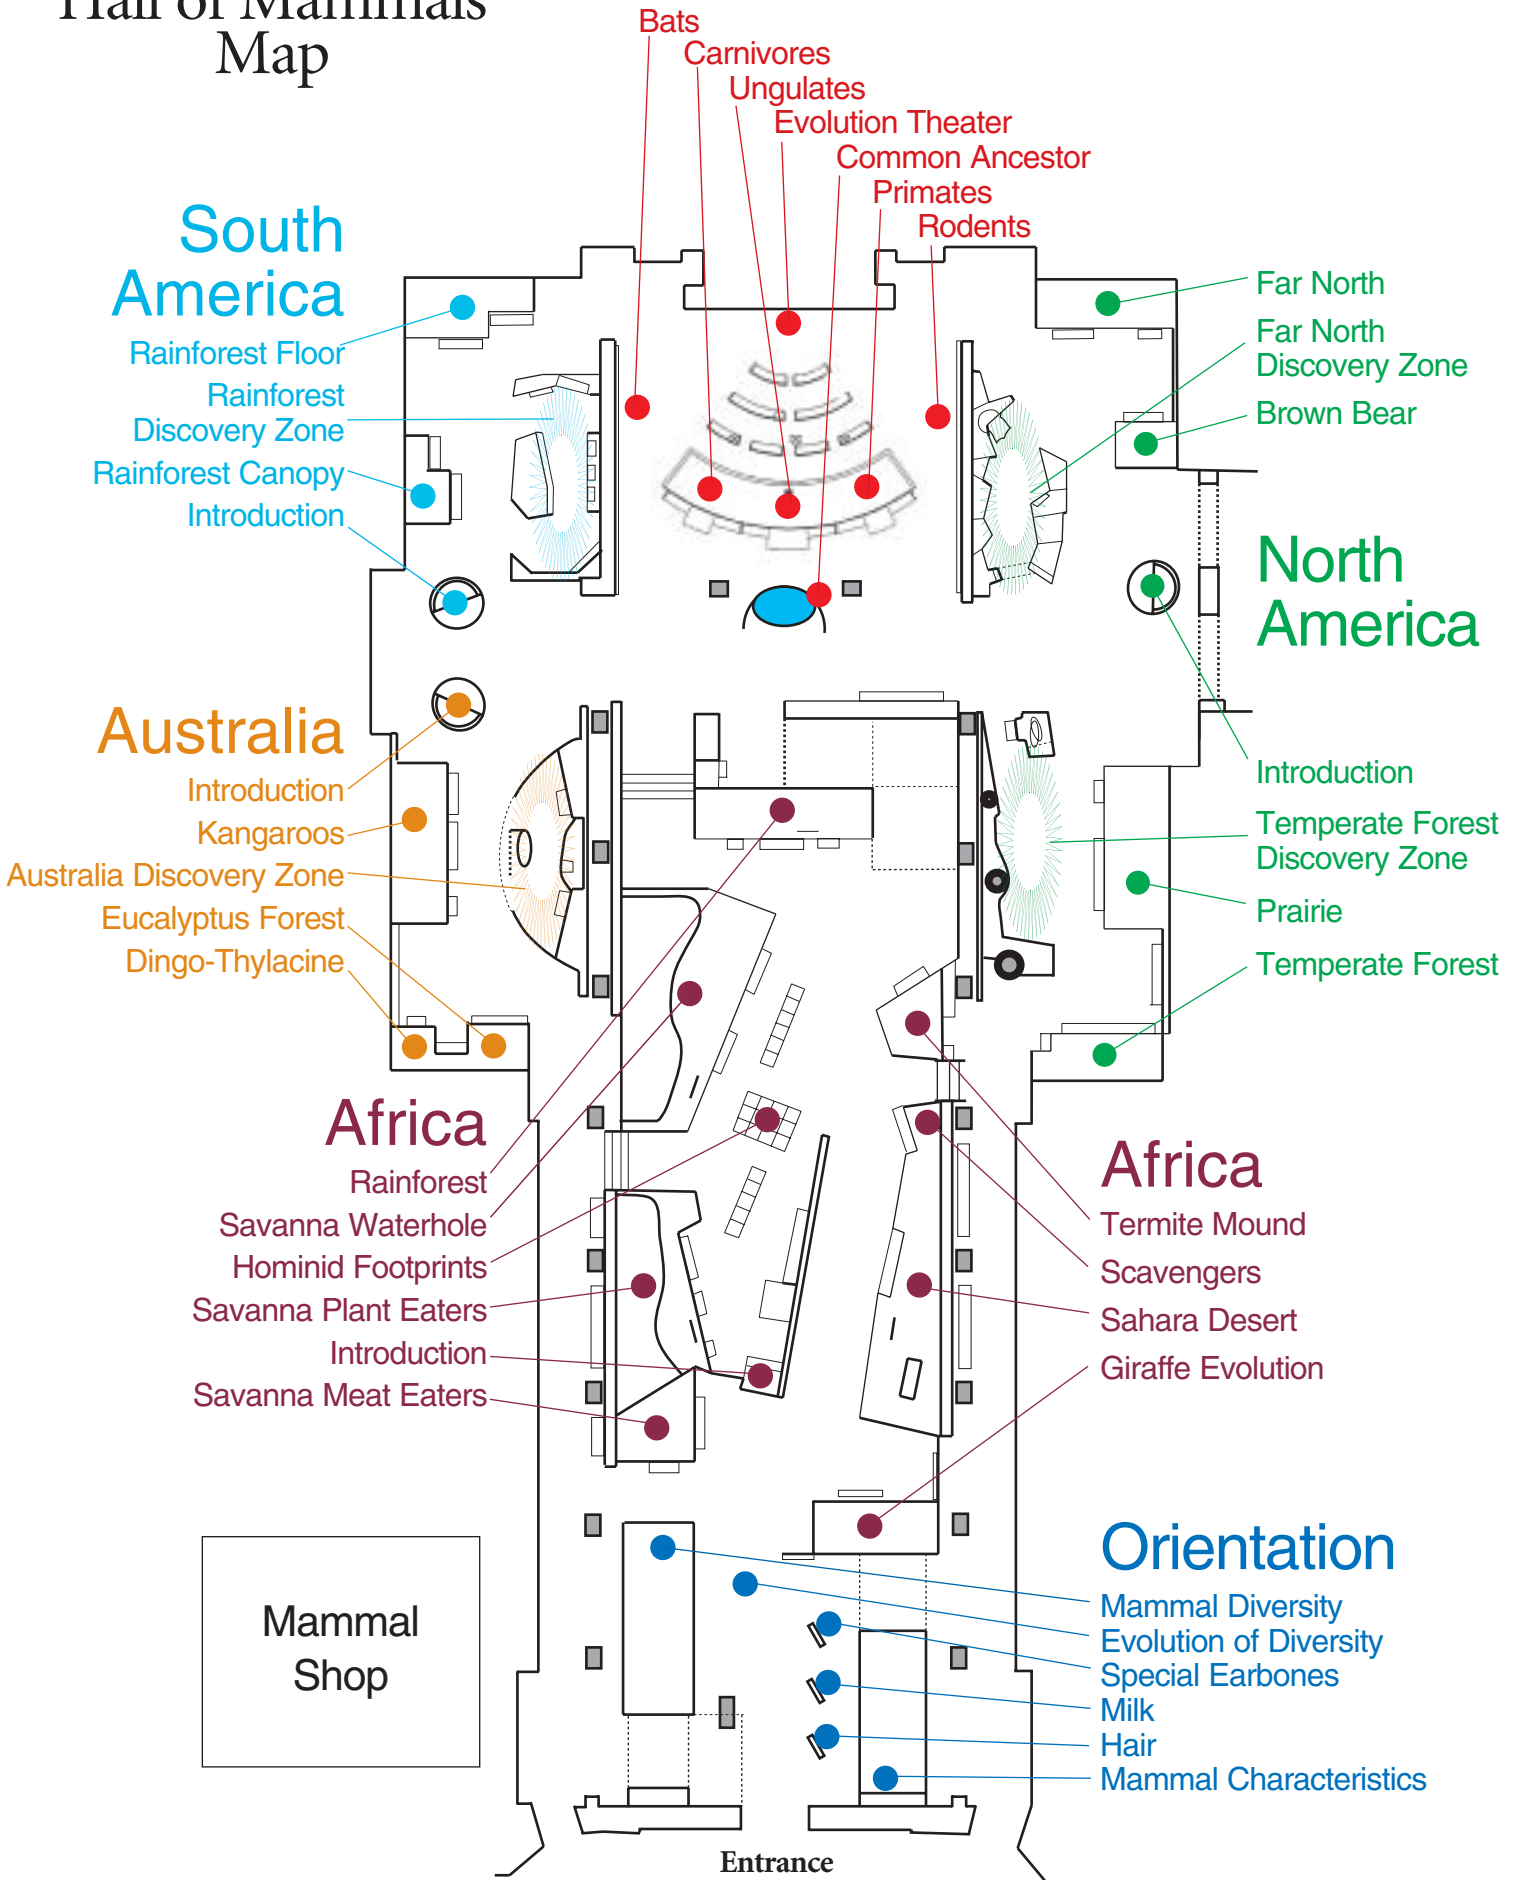 Hall of Mammals
Map
Bats
Carnivores
Ungulates
Evolution Theater
Common Ancestor
Primates
Rodents
South
America
Rainforest Floor
Rainforest
Discovery Zone
Rainforest Canopy
Introduction
Far North
Far North
Discovery Zone
Brown Bear
North
America
Introduction
Temperate Forest
Discovery Zone
Prairie
Temperate Forest
Australia
Introduction
Kangaroos
Australia Discovery Zone
Eucalyptus Forest
Dingo-Thylacine
Africa
Rainforest
Savanna Waterhole
Hominid Footprints
Savanna Plant Eaters
Introduction
Savanna Meat Eaters
Africa
Termite Mound
Scavengers
Sahara Desert
Giraffe Evolution
Orientation
Mammal Diversity
Evolution of Diversity
Special Earbones
Milk
Hair
Mammal Characteristics
Mammal
Shop
Entrance